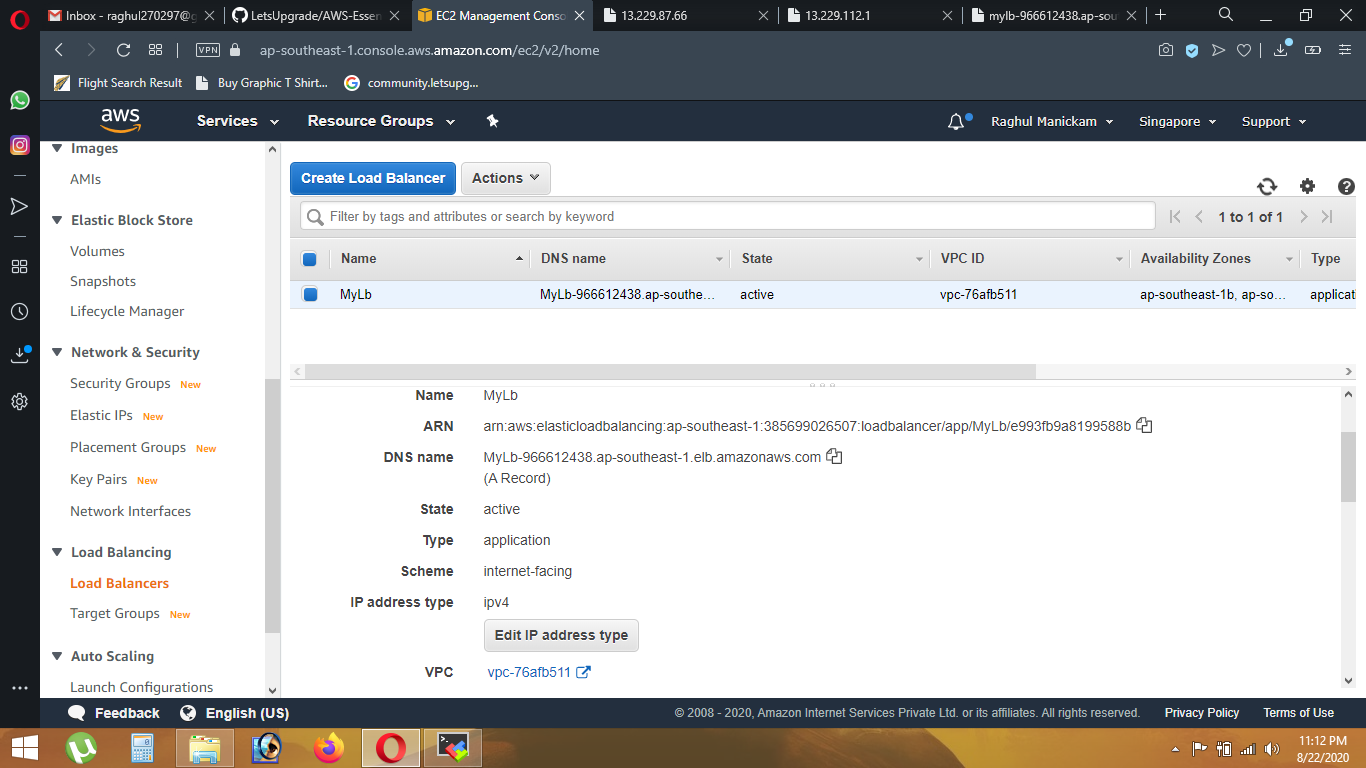 Inbox - raghul270297@g
LetsUpgrade/AWS-Essen
EC2 Management Conso
13.229.87.66
13.229.112.1
mylb-966612438.ap-sou
VPN
ap-southeast-1.console.aws.amazon.com/ec2/v2/home
Flight Search Result
Buy Graphic T Shirt...
community.letsupg...
aws
Services
Resource Groups
Raghul Manickam
Singapore
Support
Images
AMIs
Elastic Block Store
Volumes
Snapshots
Lifecycle Manager
Network & Security
Security Groups New
Elastic IPs New
Placement Groups New
Key Pairs New
Network Interfaces
Load Balancing
Load Balancers
Target Groups New
Auto Scaling
Launch Configurations
Create Load Balancer
Actions
Filter by tags and attributes or search by keyword
1 to 1 of 1
Name DNS name State VPC ID Availability Zones Type
MyLb MyLb-966612438.ap-southe... active vpc-76afb511 ap-southeast-1b, ap-so... applicati
Name MyLb
ARN arn:aws:elasticloadbalancing:ap-southeast-1:385699026507:loadbalancer/app/MyLb/e993fb9a8199588b
DNS name MyLb-966612438.ap-southeast-1.elb.amazonaws.com
(A Record)
State active
Type application
Scheme internet-facing
IP address type ipv4
Edit IP address type
VPC vpc-76afb511
Feedback
English (US)
© 2008 - 2020, Amazon Internet Services Private Ltd. or its affiliates. All rights reserved.
Privacy Policy
Terms of Use
11:12 PM
8/22/2020